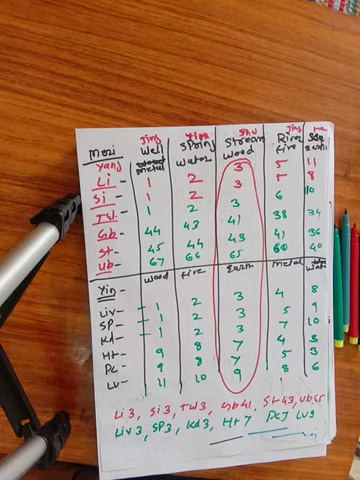 Jing Shu Jing He
Meri Well Spring Stream River Sea
Yang metal water wood fire Earth
Li - 1 2 3 5 11
Si - 1 2 3 5 8
TW - 1 2 3 6 10
Gb - 44 43 41 38 34
St - 45 44 43 41 36
Ub - 67 66 65 60 40
Yin - wood fire Earth metal
Liv - 1 2 3 4 8
SP - 1 2 3 5 9
Kd - 1 2 3 7 10
Ht - 9 8 7 4 3
Pc - 9 8 7 5 3
Lu - 11 10 9 8 6
Li 3, Si 3, TW 3, Gb 41, St 43, Ub 65
Liv 3, SP 3, Kd 3, Ht 7 Pc 7 Lu 9